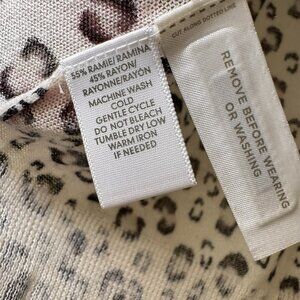 55% RAMIE/ RAMINA
45% RAYON/
RAYONNE/RAYON
MACHINE WASH
COLD
GENTLE CYCLE
DO NOT BLEACH
TUMBLE DRY LOW
WARM IRON
IF NEEDED
CUT ALONG DOTTED LINE
REMOVE BEFORE WEARING
OR WASHING